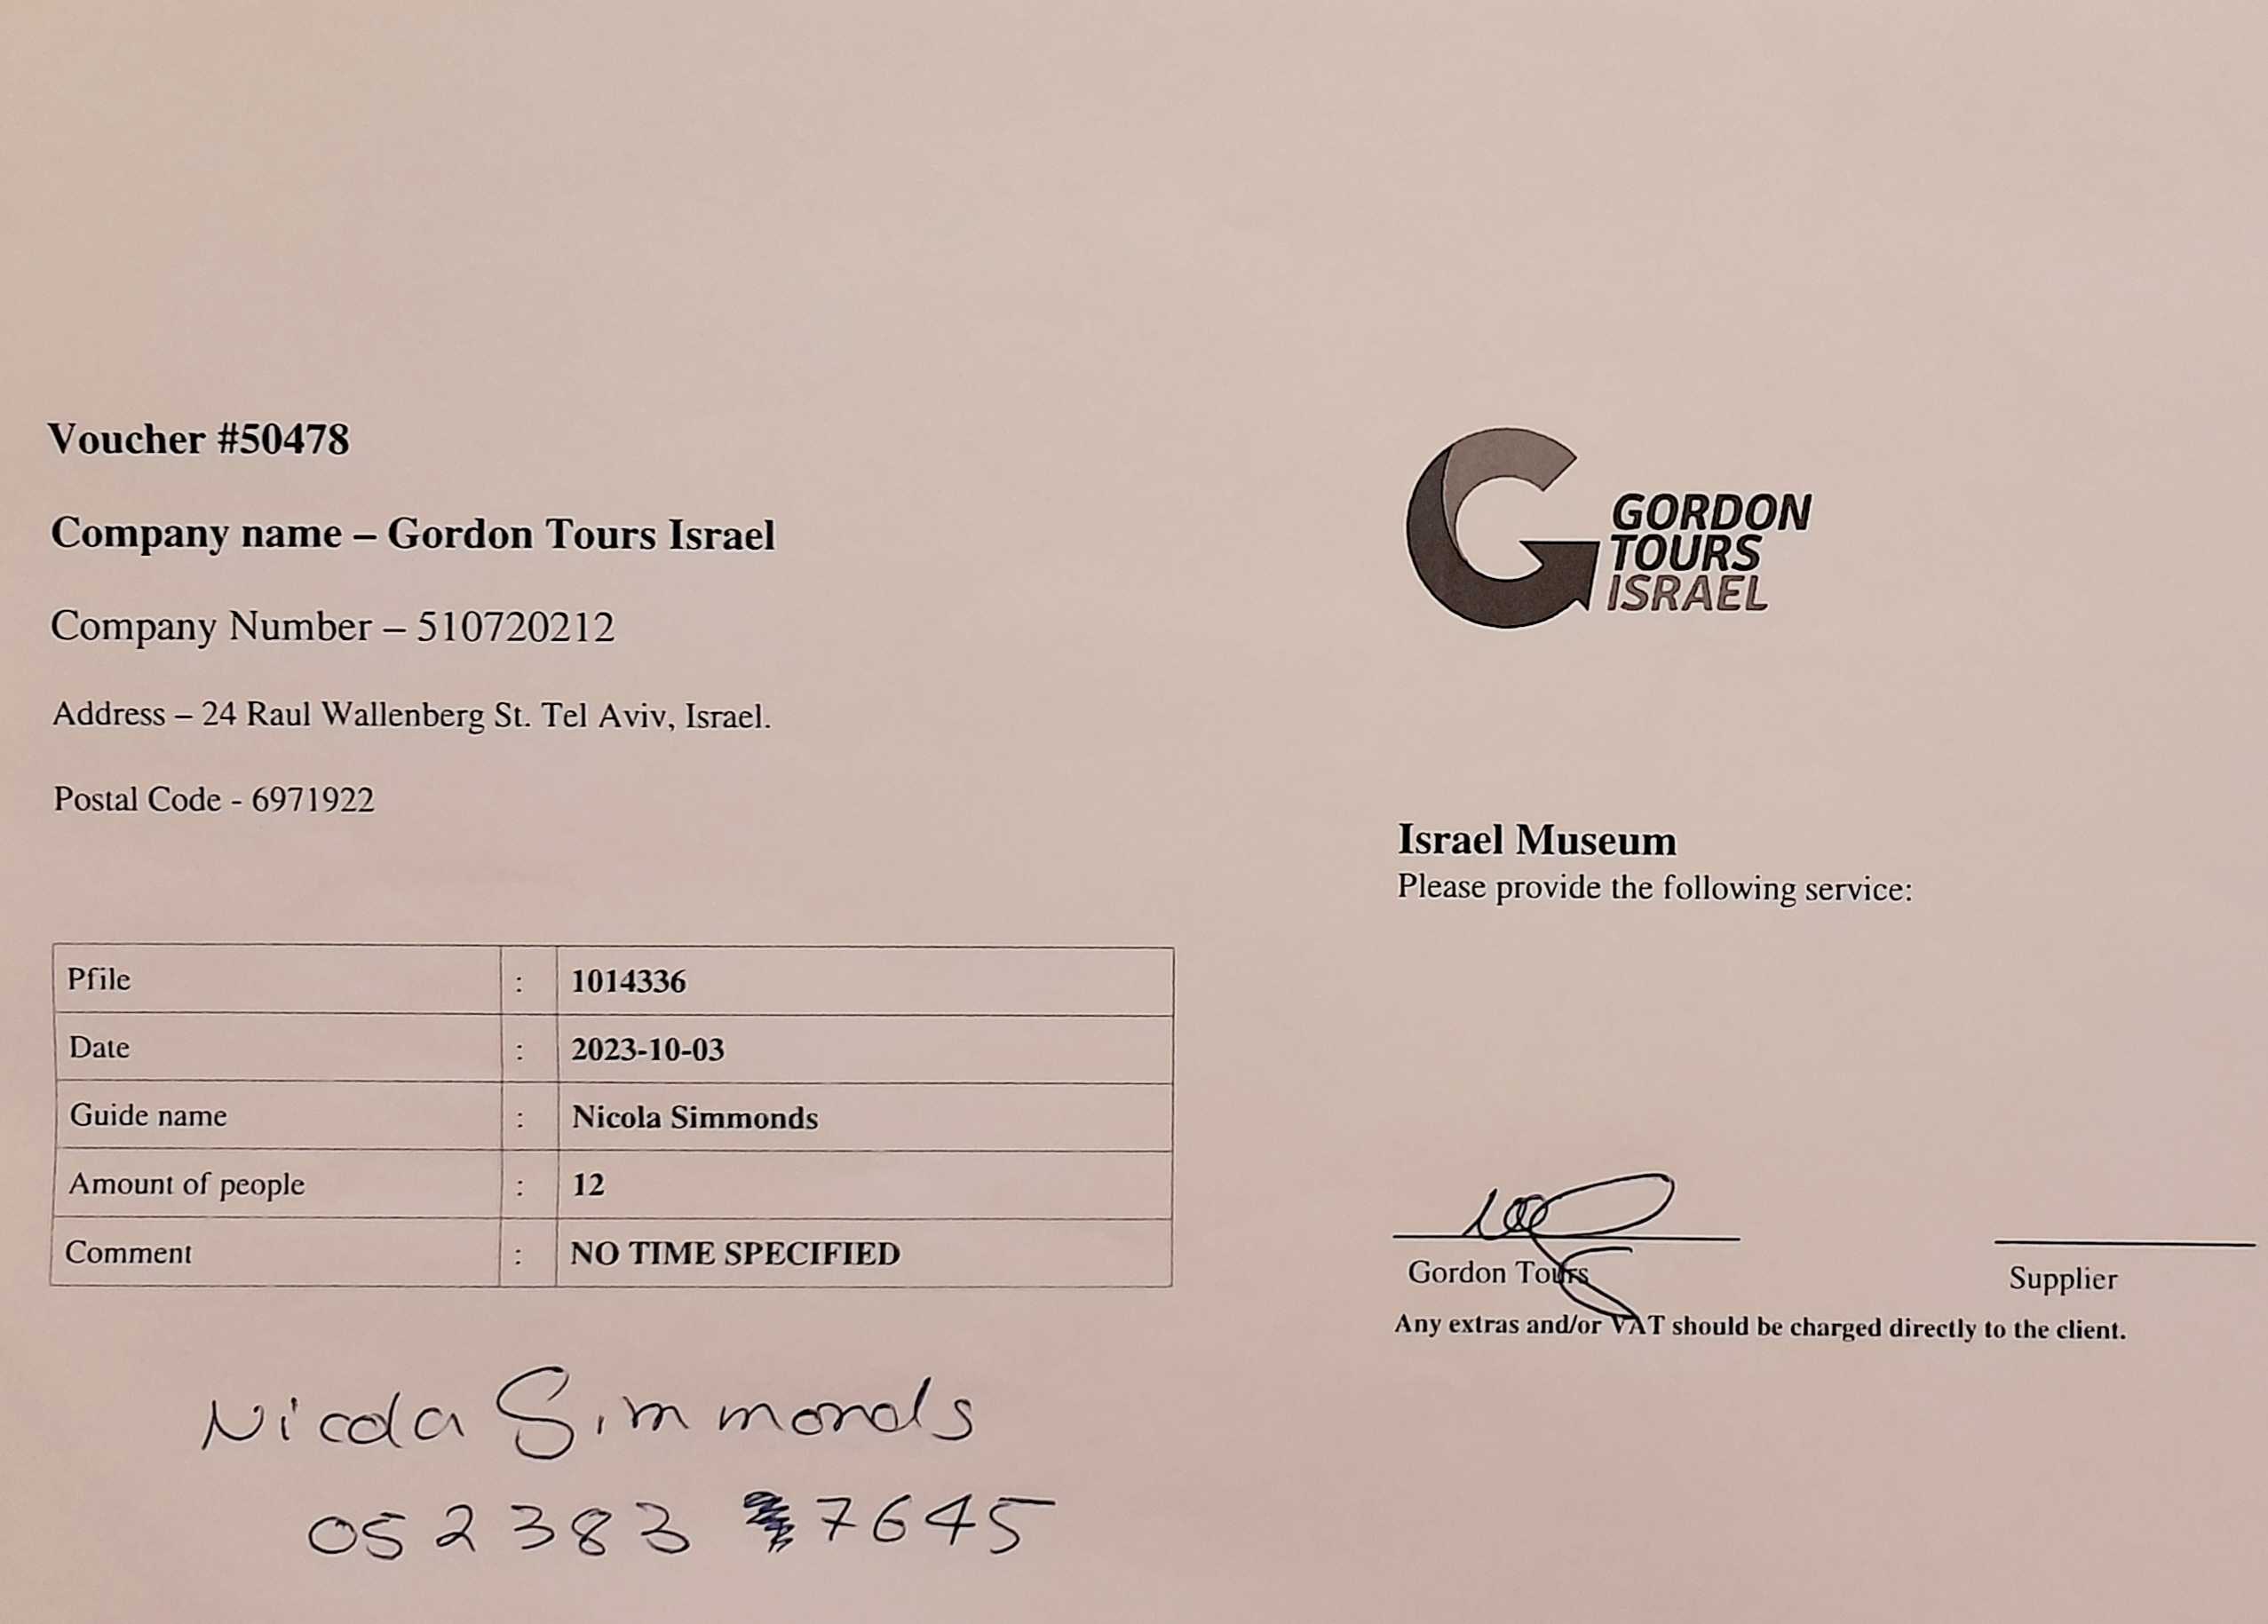 Voucher #50478
Company name – Gordon Tours Israel
Company Number – 510720212
Address – 24 Raul Wallenberg St. Tel Aviv, Israel.
Postal Code - 6971922
GORDON
TOURS
ISRAEL
Israel Museum
Please provide the following service:
Pfile : 1014336
Date : 2023-10-03
Guide name : Nicola Simmonds
Amount of people : 12
Comment : NO TIME SPECIFIED
Gordon Tours
Supplier
Any extras and/or VAT should be charged directly to the client.
Nicola Simmonds
052 383 7645